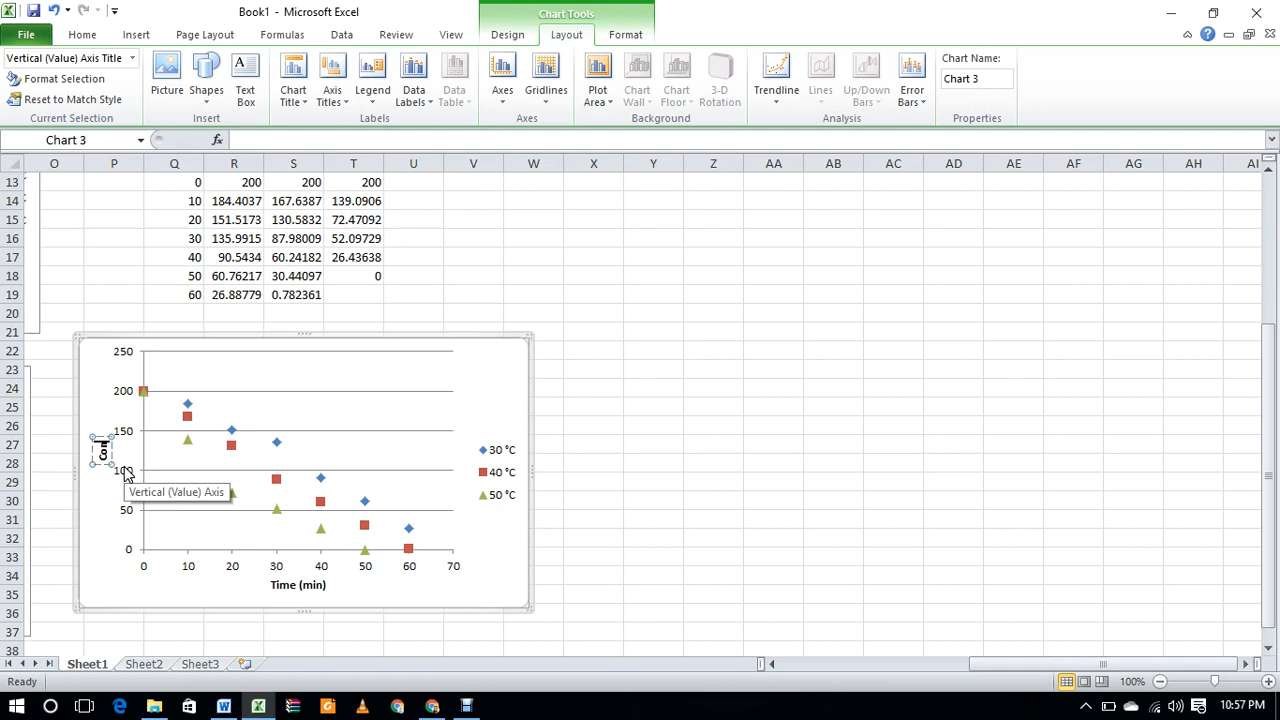 Book1 - Microsoft Excel
Chart Tools
File Home Insert Page Layout Formulas Data Review View Design Layout Format
Vertical (Value) Axis Title
Format Selection
Reset to Match Style
Current Selection
Picture Shapes Text Box
Insert
Chart Title Axis Titles Legend Data Labels Data Table
Labels
Axes Gridlines
Axes
Plot Area Chart Wall Chart Floor 3-D Rotation
Background
Trendline Lines Up/Down Bars Error Bars
Analysis
Chart Name:
Chart 3
Properties
Chart 3 fx
O P Q R S T U V W X Y Z AA AB AC AD AE AF AG AH AI
13 0 200 200 200
14 10 184.4037 167.6387 139.0906
15 20 151.5173 130.5832 72.47092
16 30 135.9915 87.98009 52.09729
17 40 90.5434 60.24182 26.43638
18 50 60.76217 30.44097 0
19 60 26.88779 0.782361
20
21
22
23
24
25
26
27
28
29
30
31
32
33
34
35
36
37
38
250
200
150
50
0
Con
Vertical (Value) Axis
30 °C
40 °C
50 °C
0 10 20 30 40 50 60 70
Time (min)
Sheet1 Sheet2 Sheet3
Ready
100%
10:57 PM